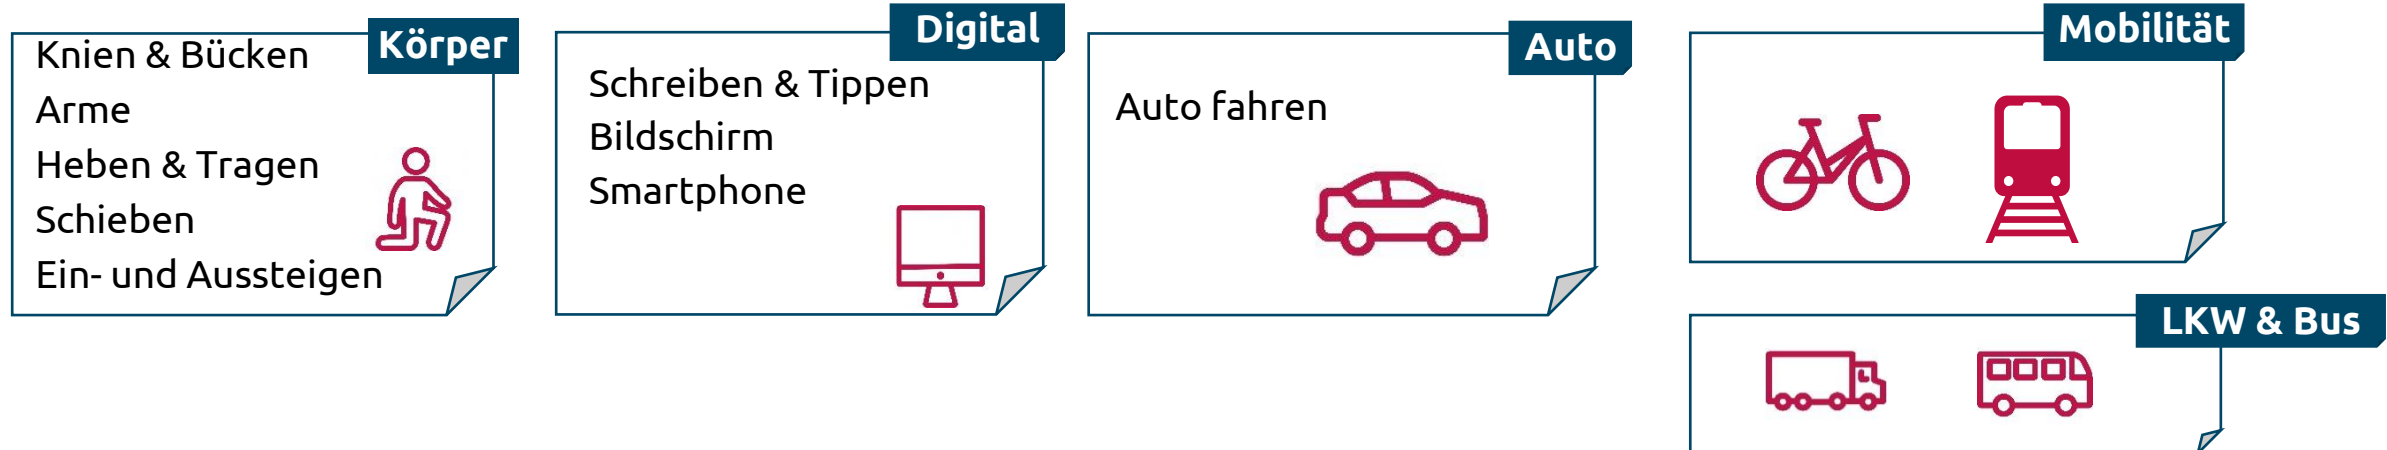 Körper
Knien & Bücken
Arme
Heben & Tragen
Schieben
Ein- und Aussteigen
Digital
Schreiben & Tippen
Bildschirm
Smartphone
Auto
Auto fahren
Mobilität
LKW & Bus